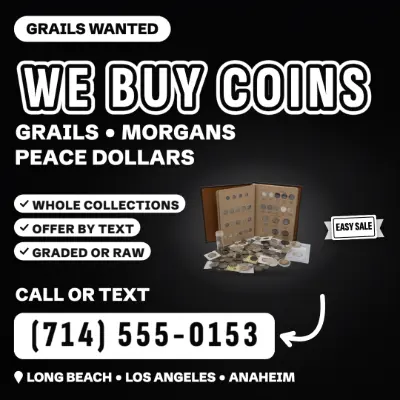 GRAILS WANTED
WE BUY COINS
GRAILS • MORGANS
PEACE DOLLARS
WHOLE COLLECTIONS
OFFER BY TEXT
GRADED OR RAW
EASY SALE
CALL OR TEXT
(714) 555-0153
LONG BEACH • LOS ANGELES • ANAHEIM